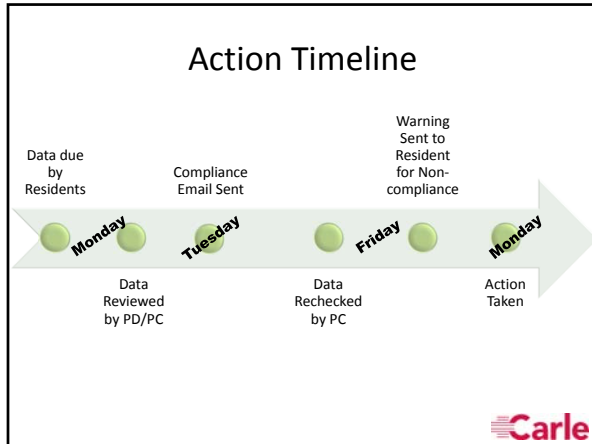 Action Timeline
Data due
by
Residents
Monday
Data
Reviewed
by PD/PC
Compliance
Email Sent
Tuesday
Data
Rechecked
by PC
Friday
Warning
Sent to
Resident
for Non-
compliance
Monday
Action
Taken
Carle